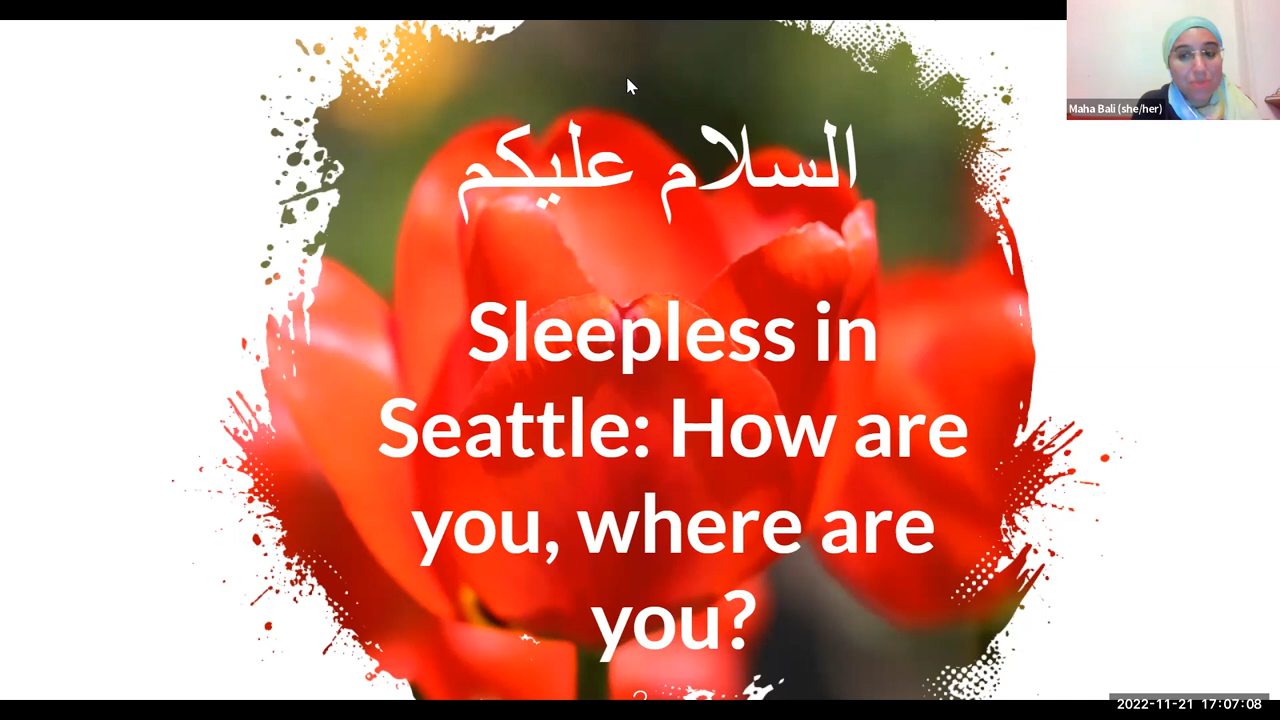 السلام عليكم
Sleepless in
Seattle: How are
you, where are
you?
Maha Bali (she/her)
2022-11-21 17:07:08